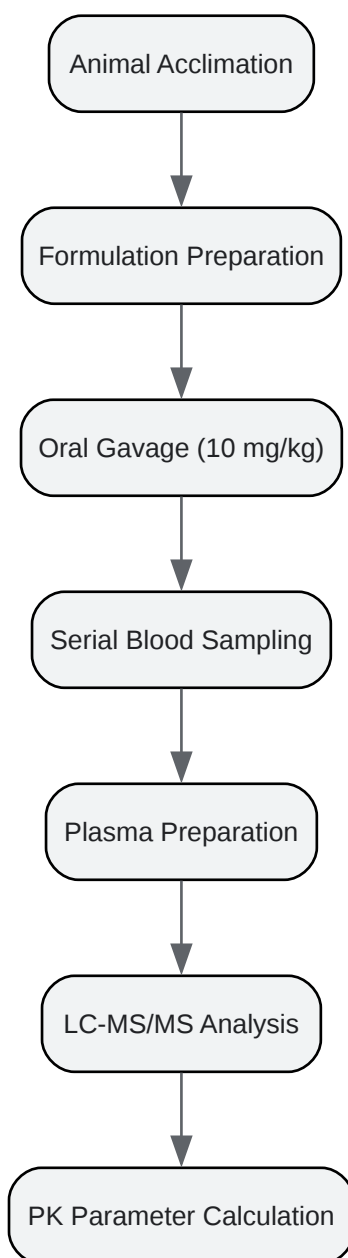 Animal Acclimation
Formulation Preparation
Oral Gavage (10 mg/kg)
Serial Blood Sampling
Plasma Preparation
LC-MS/MS Analysis
PK Parameter Calculation